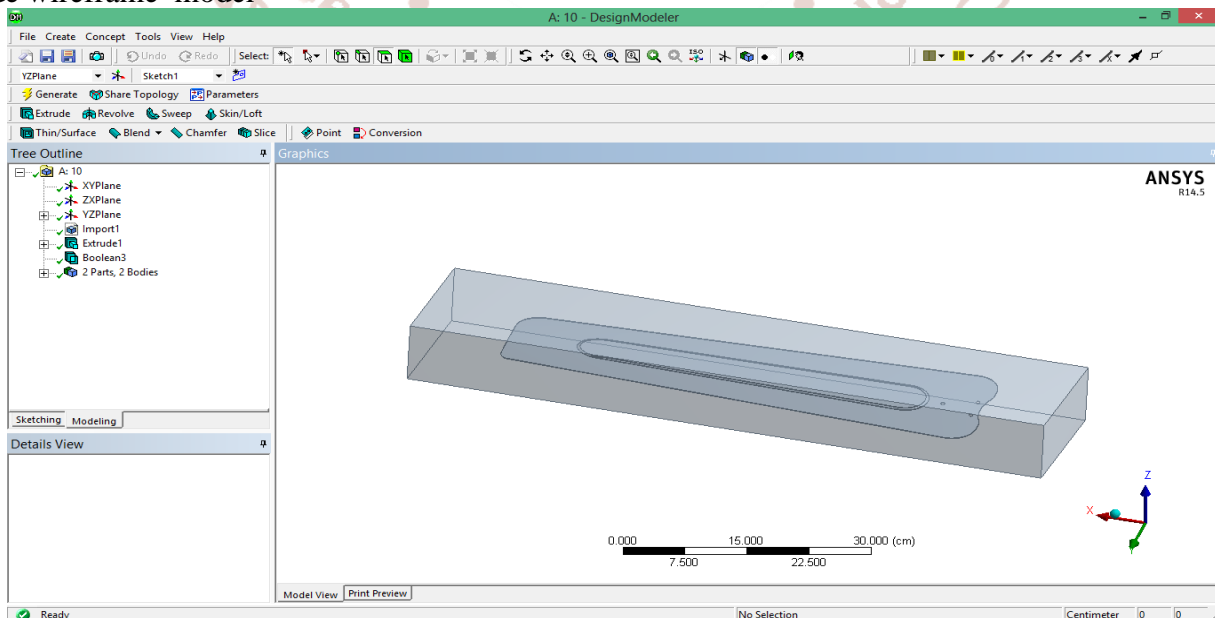 wireframe model
A: 10 - DesignModeler
File Create Concept Tools View Help
Undo Redo Select:
YZPlane Sketch1
Generate Share Topology Parameters
Extrude Revolve Sweep Skin/Loft
Thin/Surface Blend Chamfer Slice Point Conversion
Tree Outline
A: 10
XYPlane
ZXPlane
YZPlane
Import1
Extrude1
Boolean3
2 Parts, 2 Bodies
Sketching Modeling
Details View
Graphics
ANSYS
R14.5
Z
X
0.000 15.000 30.000 (cm)
7.500 22.500
Model View Print Preview
Ready No Selection Centimeter 0 0